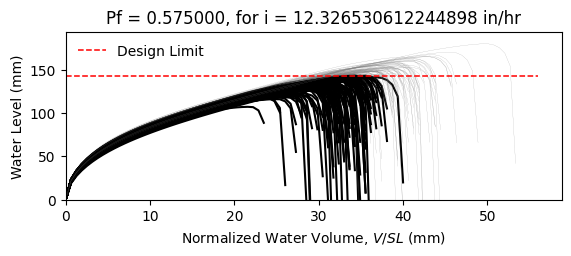 Pf = 0.575000, for i = 12.326530612244898 in/hr
Design Limit
Water Level (mm)
150
100
50
0
0 10 20 30 40 50
Normalized Water Volume, V/SL (mm)